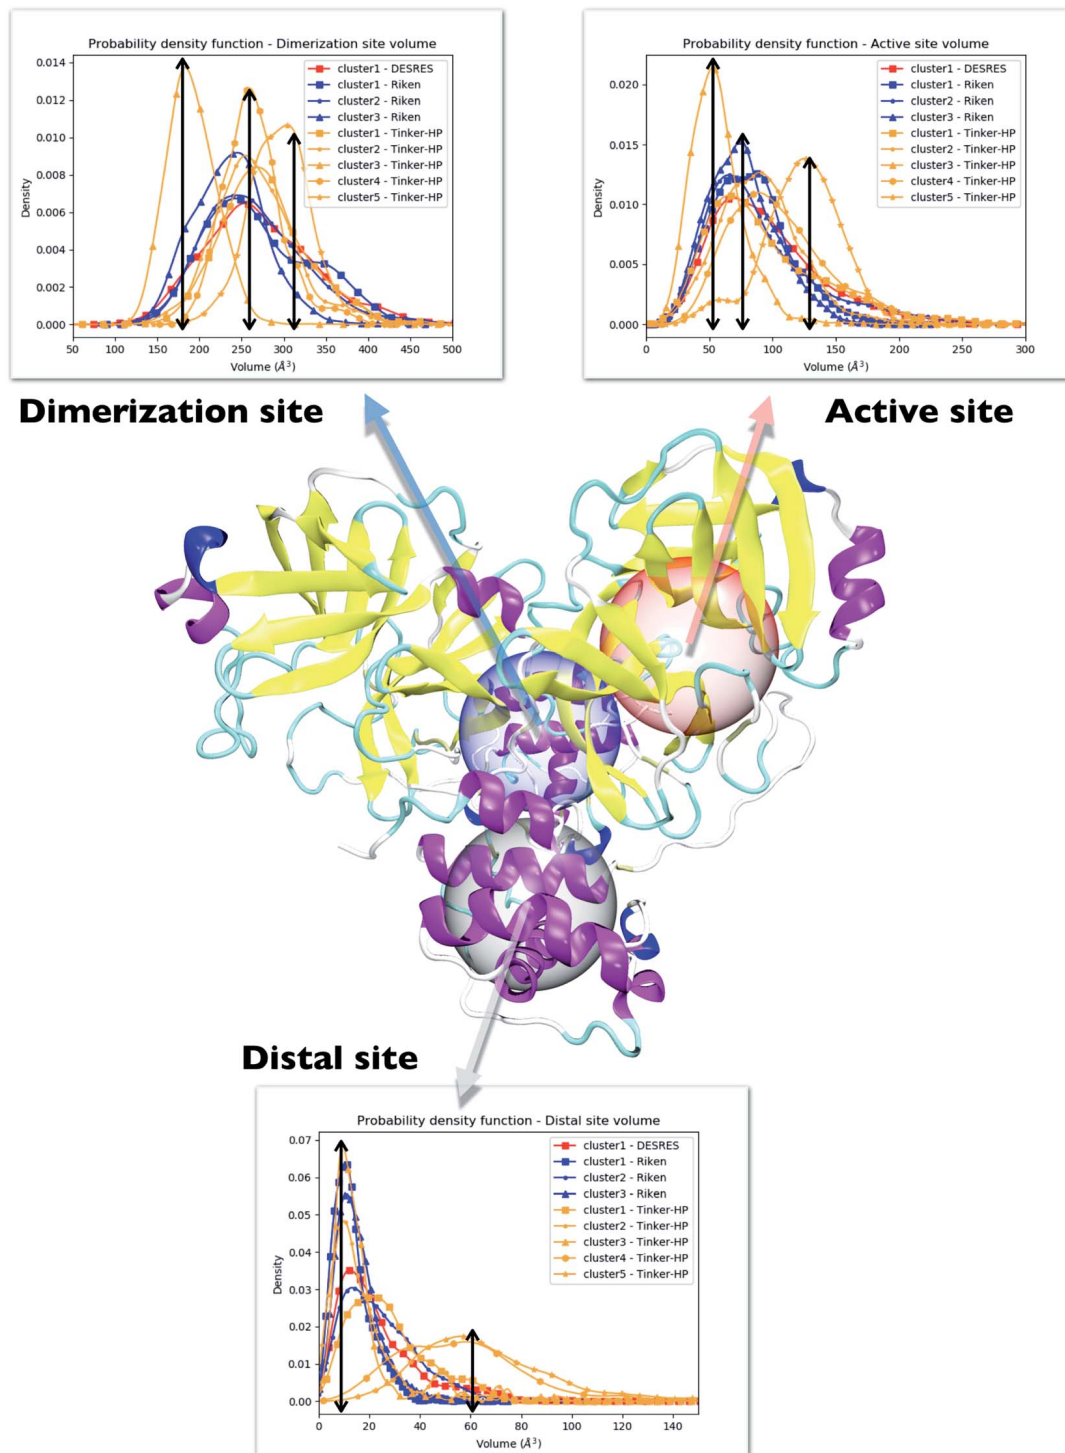 Probability density function - Dimerization site volume
0.014
0.012
0.010
0.008
0.006
0.004
0.002
0.000
Density
50 100 150 200 250 300 350 400 450 500
Volume (Å³)
cluster1 - DESRES
cluster1 - Riken
cluster2 - Riken
cluster3 - Riken
cluster1 - Tinker-HP
cluster2 - Tinker-HP
cluster3 - Tinker-HP
cluster4 - Tinker-HP
cluster5 - Tinker-HP
Probability density function - Active site volume
0.020
0.015
0.010
0.005
0.000
Density
0 50 100 150 200 250 300
Volume (Å³)
cluster1 - DESRES
cluster1 - Riken
cluster2 - Riken
cluster3 - Riken
cluster1 - Tinker-HP
cluster2 - Tinker-HP
cluster3 - Tinker-HP
cluster4 - Tinker-HP
cluster5 - Tinker-HP
Dimerization site
Active site
Distal site
Probability density function - Distal site volume
0.07
0.06
0.05
0.04
0.03
0.02
0.01
0.00
Density
0 20 40 60 80 100 120 140
Volume (Å³)
cluster1 - DESRES
cluster1 - Riken
cluster2 - Riken
cluster3 - Riken
cluster1 - Tinker-HP
cluster2 - Tinker-HP
cluster3 - Tinker-HP
cluster4 - Tinker-HP
cluster5 - Tinker-HP